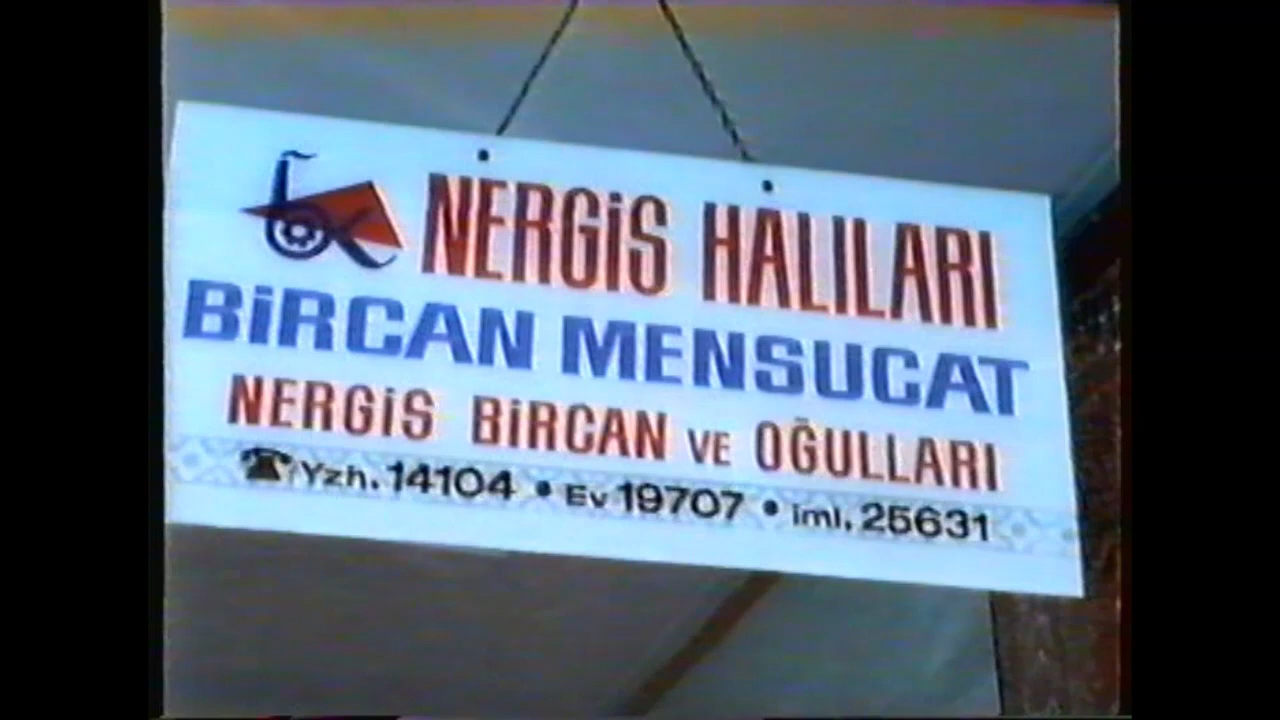 NERGiS HALILARI
BiRCAN MENSUCAT
NERGiS BiRCAN VE OĞULLARI
Yzh. 14104 • Ev 19707 • iml. 25631